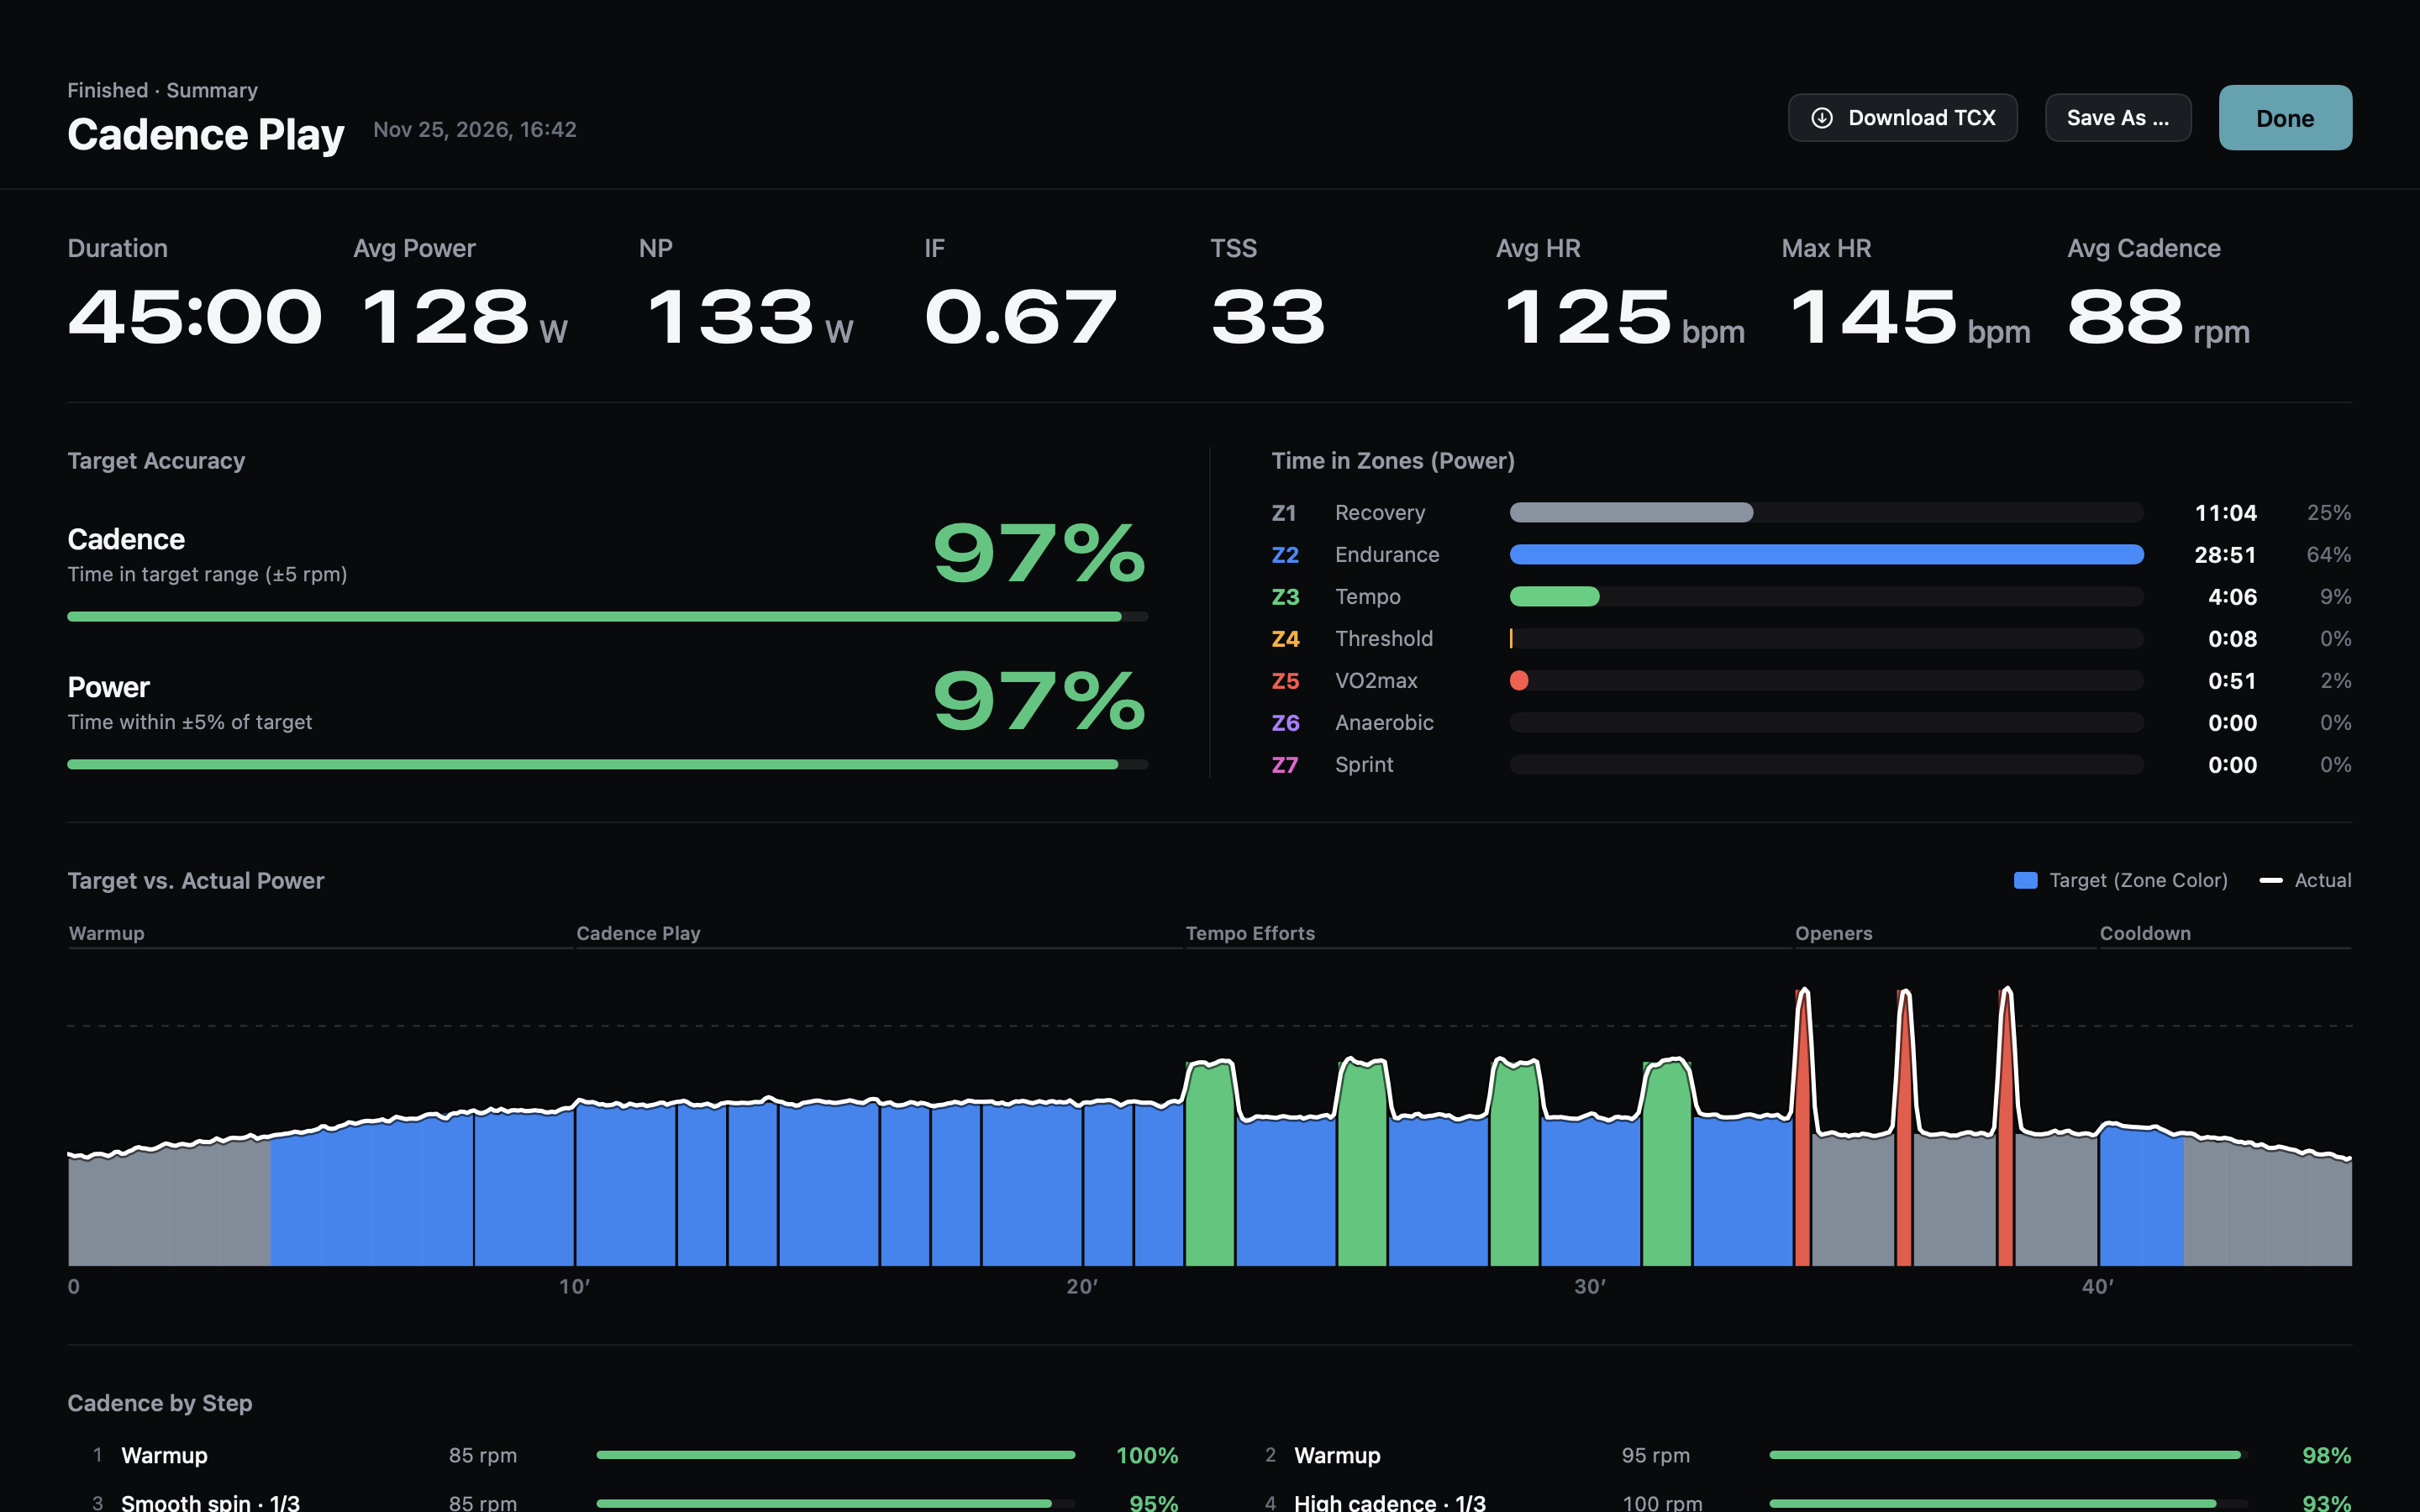 Finished · Summary
Cadence Play Nov 25, 2026, 16:42
Download TCX Save As ... Done
Duration Avg Power NP IF TSS Avg HR Max HR Avg Cadence
45:00 128 W 133 W 0.67 33 125 bpm 145 bpm 88 rpm
Target Accuracy
Cadence 97%
Time in target range (±5 rpm)
Power 97%
Time within ±5% of target
Time in Zones (Power)
Z1 Recovery 11:04 25%
Z2 Endurance 28:51 64%
Z3 Tempo 4:06 9%
Z4 Threshold 0:08 0%
Z5 VO2max 0:51 2%
Z6 Anaerobic 0:00 0%
Z7 Sprint 0:00 0%
Target vs. Actual Power Target (Zone Color) Actual
Warmup Cadence Play Tempo Efforts Openers Cooldown
0 10′ 20′ 30′ 40′
Cadence by Step
1 Warmup 85 rpm 100% 2 Warmup 95 rpm 98%
3 Smooth spin · 1/3 85 rpm 95% 4 High cadence · 1/3 100 rpm 93%